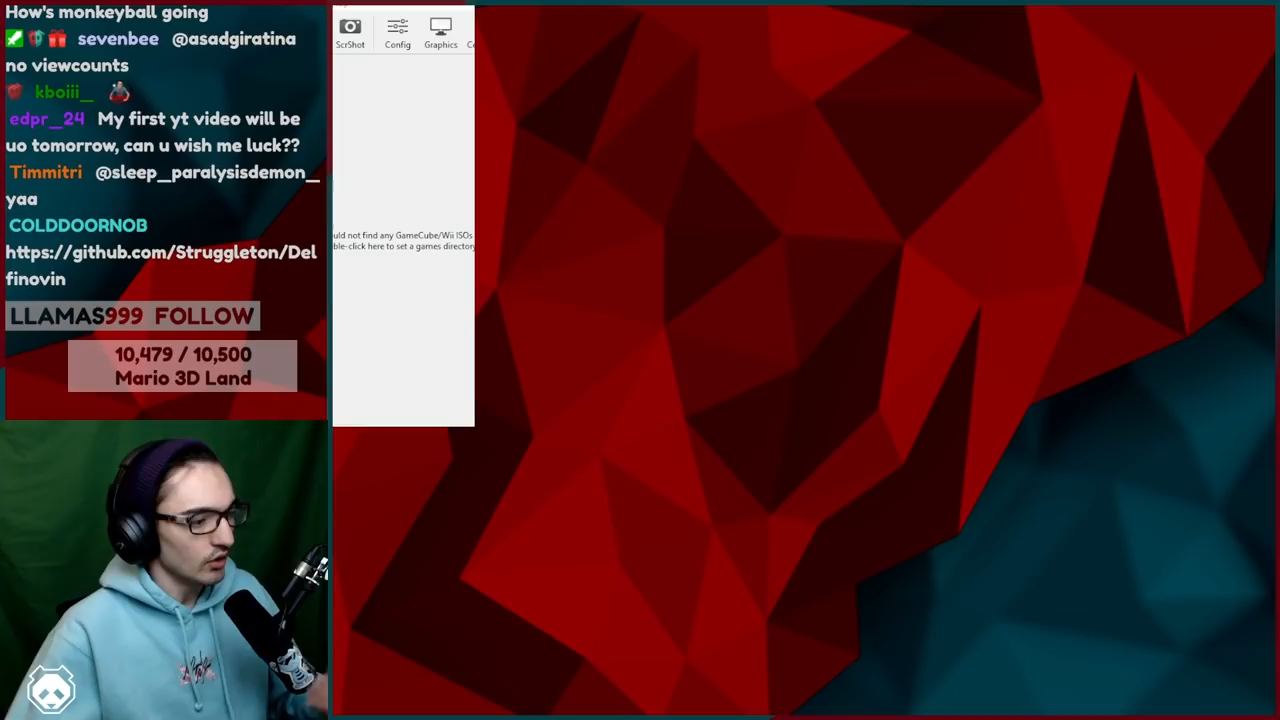 How's monkeyball going
sevenbee @asadgiratina
no viewcounts
kboiii_
edpr_24 My first yt video will be
uo tomorrow, can u wish me luck??
Timmitri @sleep_paralysisdemon_
yaa
COLDDOORNOB
https://github.com/Struggleton/Del
finovin
LLAMAS999 FOLLOW
10,479 / 10,500
Mario 3D Land
ScrShot Config Graphics
uld not find any GameCube/Wii ISOs
ble-click here to set a games directory